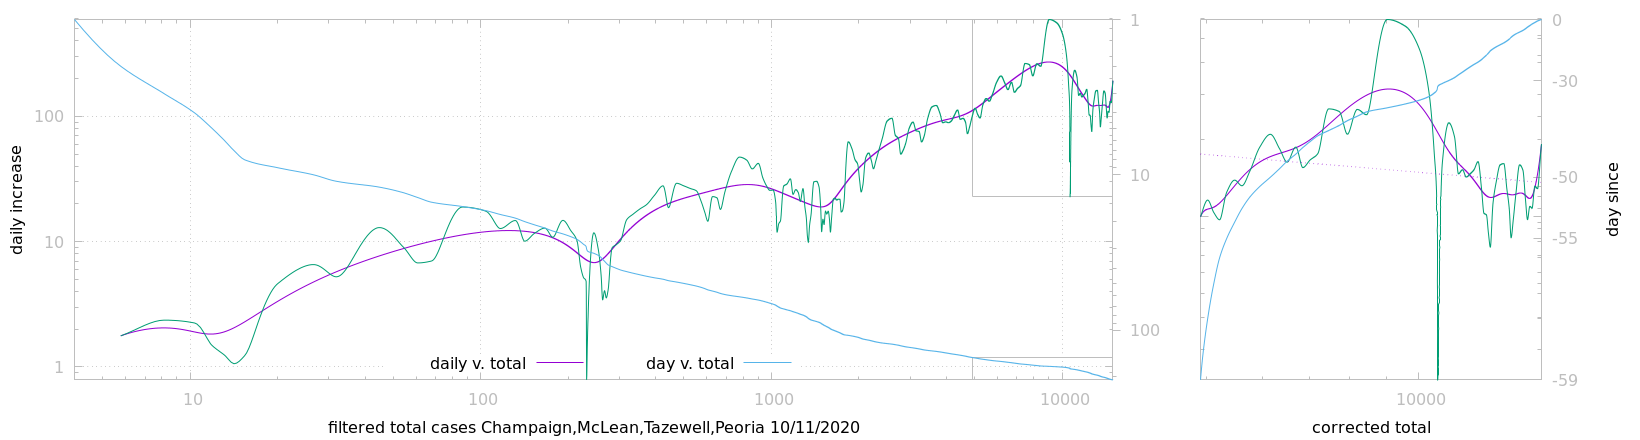 daily increase
100
10
1
1
10
100
daily v. total
day v. total
10
100
1000
10000
filtered total cases Champaign,McLean,Tazewell,Peoria 10/11/2020
0
-30
-50
-55
-59
day since
10000
corrected total